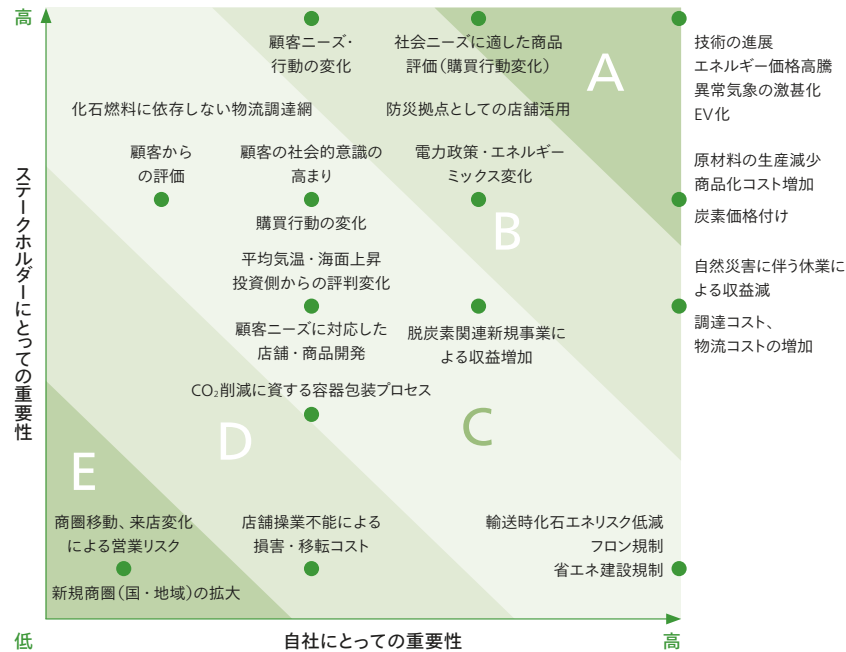 高
顧客ニーズ・
行動の変化
社会ニーズに適した商品
評価（購買行動変化）
A
技術の進展
エネルギー価格高騰
異常気象の激甚化
EV化
化石燃料に依存しない物流調達網
防災拠点としての店舗活用
顧客から
の評価
顧客の社会的意識の
高まり
電力政策・エネルギー
ミックス変化
原材料の生産減少
商品化コスト増加
炭素価格付け
購買行動の変化
B
平均気温・海面上昇
投資側からの評判変化
自然災害に伴う休業に
よる収益減
顧客ニーズに対応した
店舗・商品開発
脱炭素関連新規事業に
よる収益増加
調達コスト、
物流コストの増加
CO₂削減に資する容器包装プロセス
C
D
E
商圏移動、来店変化
による営業リスク
店舗操業不能による
損害・移転コスト
輸送時化石エネリスク低減
フロン規制
省エネ建設規制
新規商圏（国・地域）の拡大
ステークホルダーにとっての重要性
低
自社にとっての重要性
高